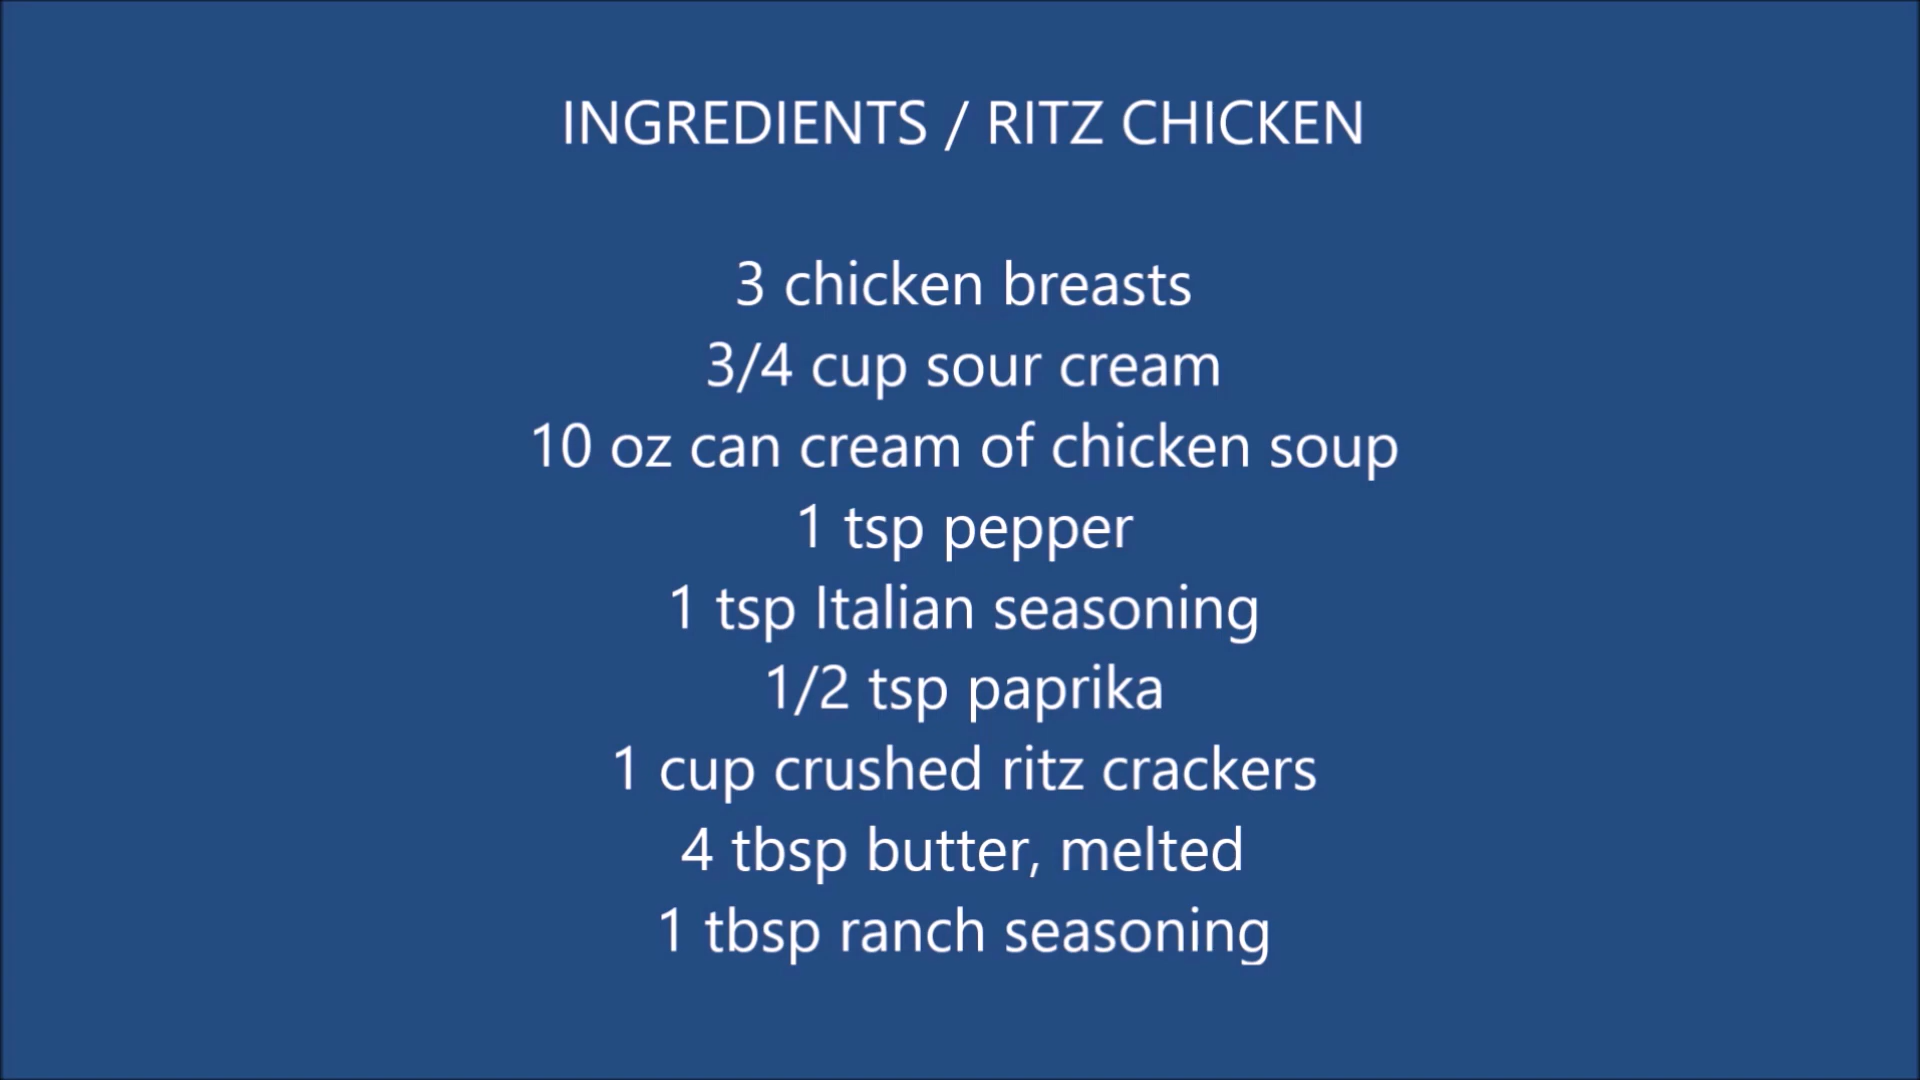 INGREDIENTS / RITZ CHICKEN
3 chicken breasts
3/4 cup sour cream
10 oz can cream of chicken soup
1 tsp pepper
1 tsp Italian seasoning
1/2 tsp paprika
1 cup crushed ritz crackers
4 tbsp butter, melted
1 tbsp ranch seasoning